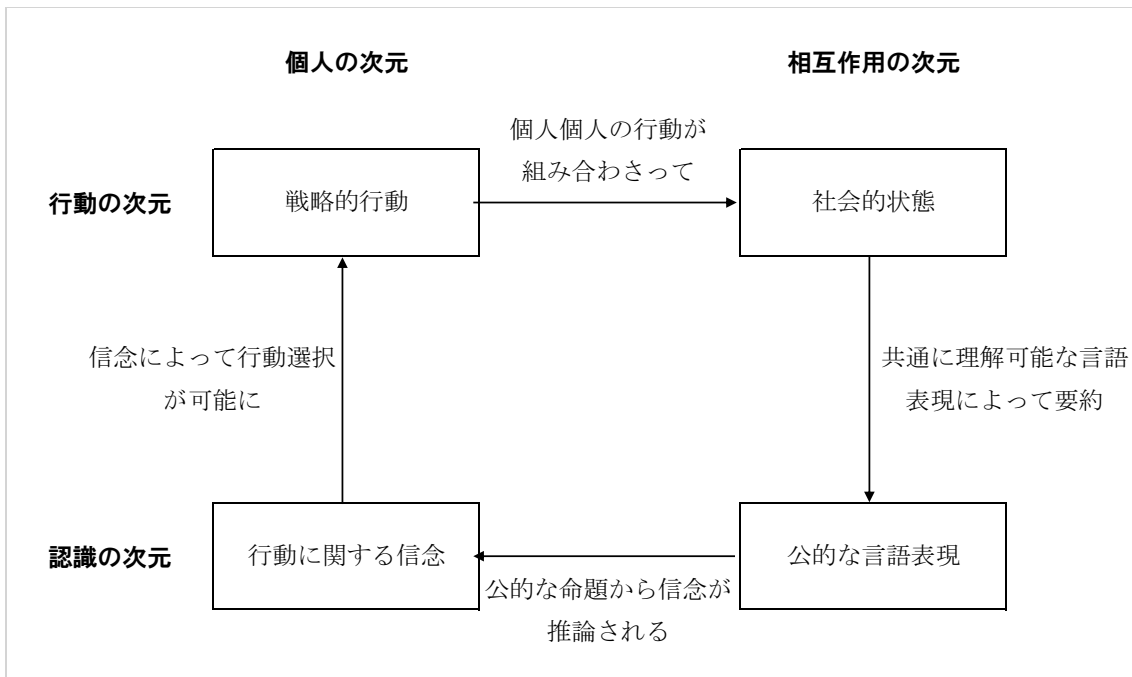 個人の次元
相互作用の次元
個人個人の行動が
組み合わさって
行動の次元
戦略的行動
社会的状態
信念によって行動選択
が可能に
共通に理解可能な言語
表現によって要約
認識の次元
行動に関する信念
公的な言語表現
公的な命題から信念が
推論される